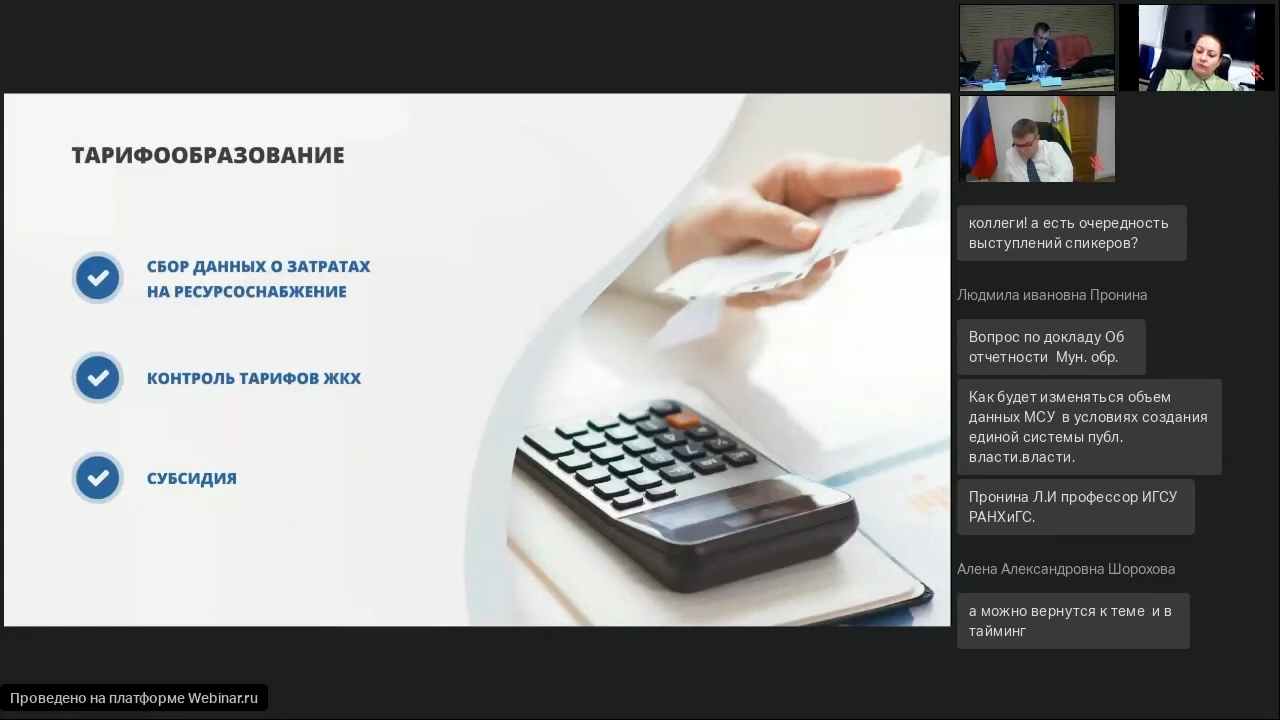 ТАРИФООБРАЗОВАНИЕ
СБОР ДАННЫХ О ЗАТРАТАХ
НА РЕСУРСОСНАБЖЕНИЕ
КОНТРОЛЬ ТАРИФОВ ЖКХ
СУБСИДИЯ
коллеги! а есть очередность
выступлений спикеров?
Людмила ивановна Пронина
Вопрос по докладу Об
отчетности Мун. обр.
Как будет изменяться объем
данных МСУ в условиях создания
единой системы публ.
власти.власти.
Пронина Л.И профессор ИГСУ
РАНХиГС.
Алена Александровна Шорохова
а можно вернутся к теме и в
тайминг
Проведено на платформе Webinar.ru